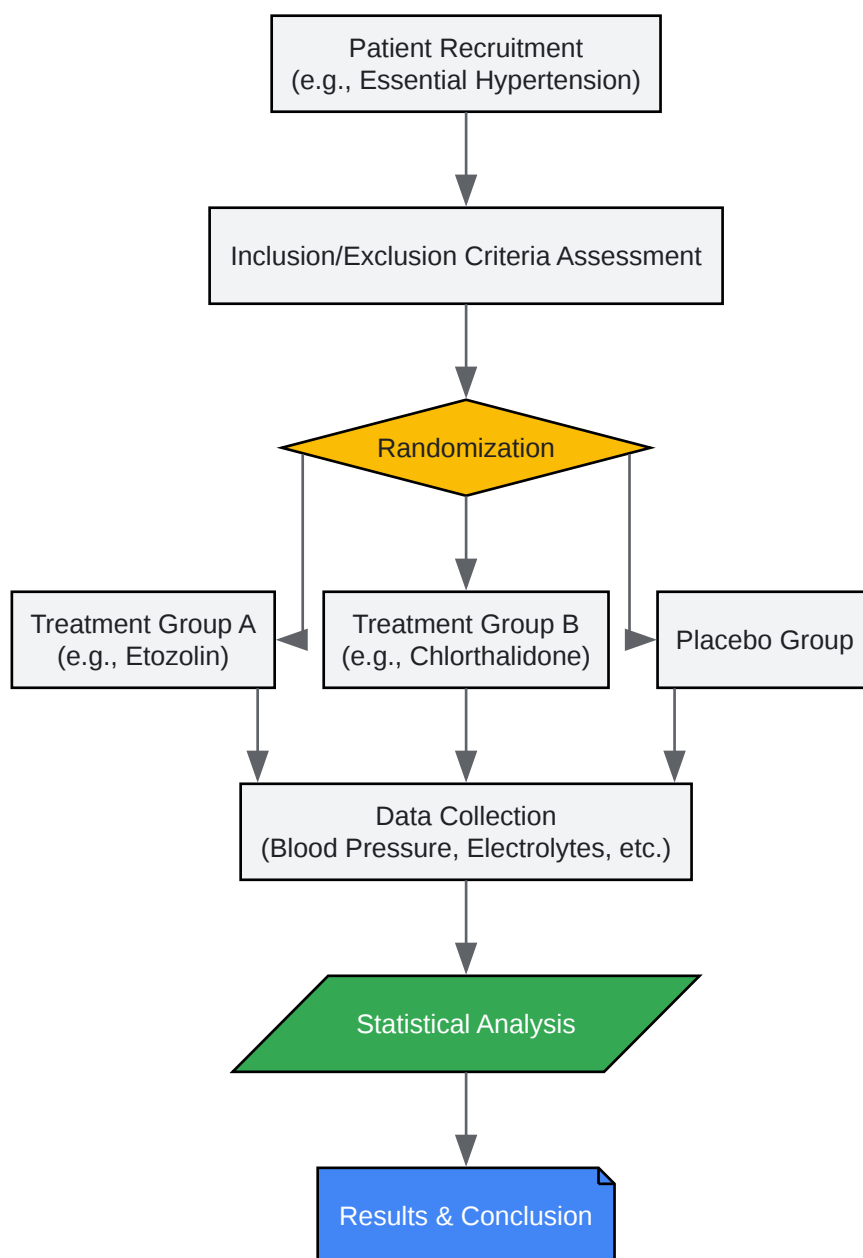 Patient Recruitment
(e.g., Essential Hypertension)
Inclusion/Exclusion Criteria Assessment
Randomization
Treatment Group A
(e.g., Etozolin)
Treatment Group B
(e.g., Chlorthalidone)
Placebo Group
Data Collection
(Blood Pressure, Electrolytes, etc.)
Statistical Analysis
Results & Conclusion